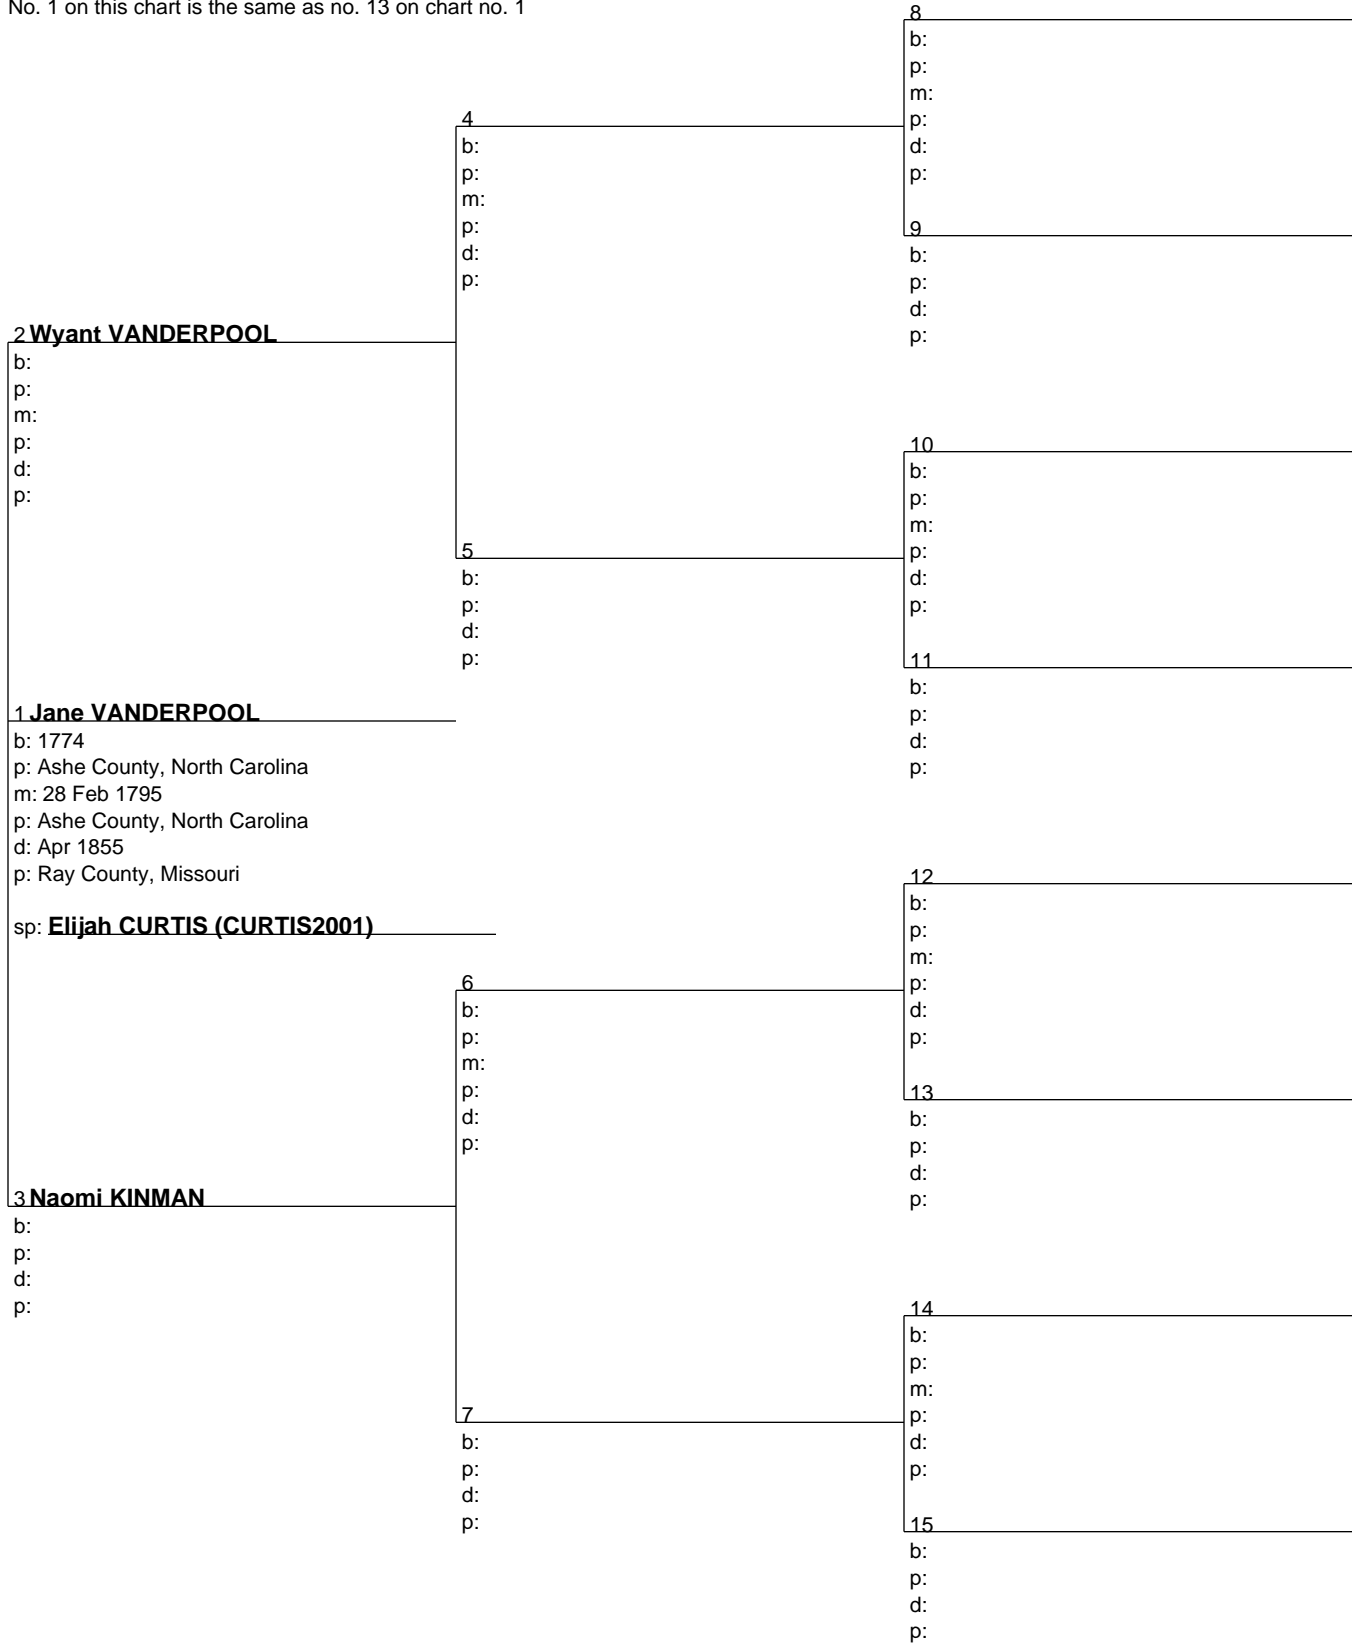 No. 1 on this chart is the same as no. 13 on chart no. 1
2 Wyant VANDERPOOL
b:
p:
m:
p:
d:
p:
1 Jane VANDERPOOL
b: 1774
p: Ashe County, North Carolina
m: 28 Feb 1795
p: Ashe County, North Carolina
d: Apr 1855
p: Ray County, Missouri
sp: Elijah CURTIS (CURTIS2001)
3 Naomi KINMAN
b:
p:
d:
p:
4
b:
p:
m:
p:
d:
p:
5
b:
p:
d:
p:
6
b:
p:
m:
p:
d:
p:
7
b:
p:
d:
p:
8
b:
p:
m:
p:
d:
p:
9
b:
p:
d:
p:
10
b:
p:
m:
p:
d:
p:
11
b:
p:
d:
p:
12
b:
p:
m:
p:
d:
p:
13
b:
p:
d:
p:
14
b:
p:
m:
p:
d:
p:
15
b:
p:
d:
p: